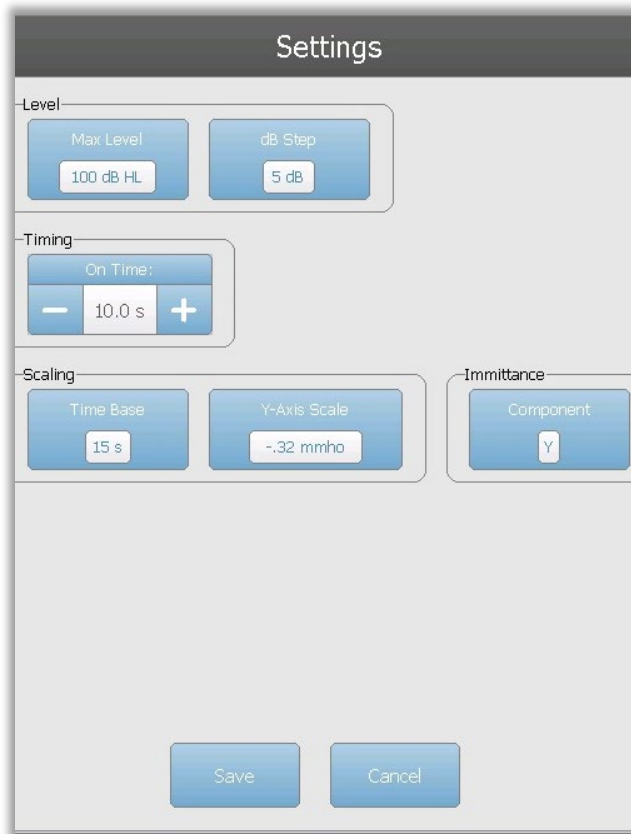 Settings
Level
Max Level
100 dB HL
dB Step
5 dB
Timing
On Time:
− 10.0 s +
Scaling
Time Base
15 s
Y-Axis Scale
-.32 mmho
Immittance
Component
Y
Save
Cancel